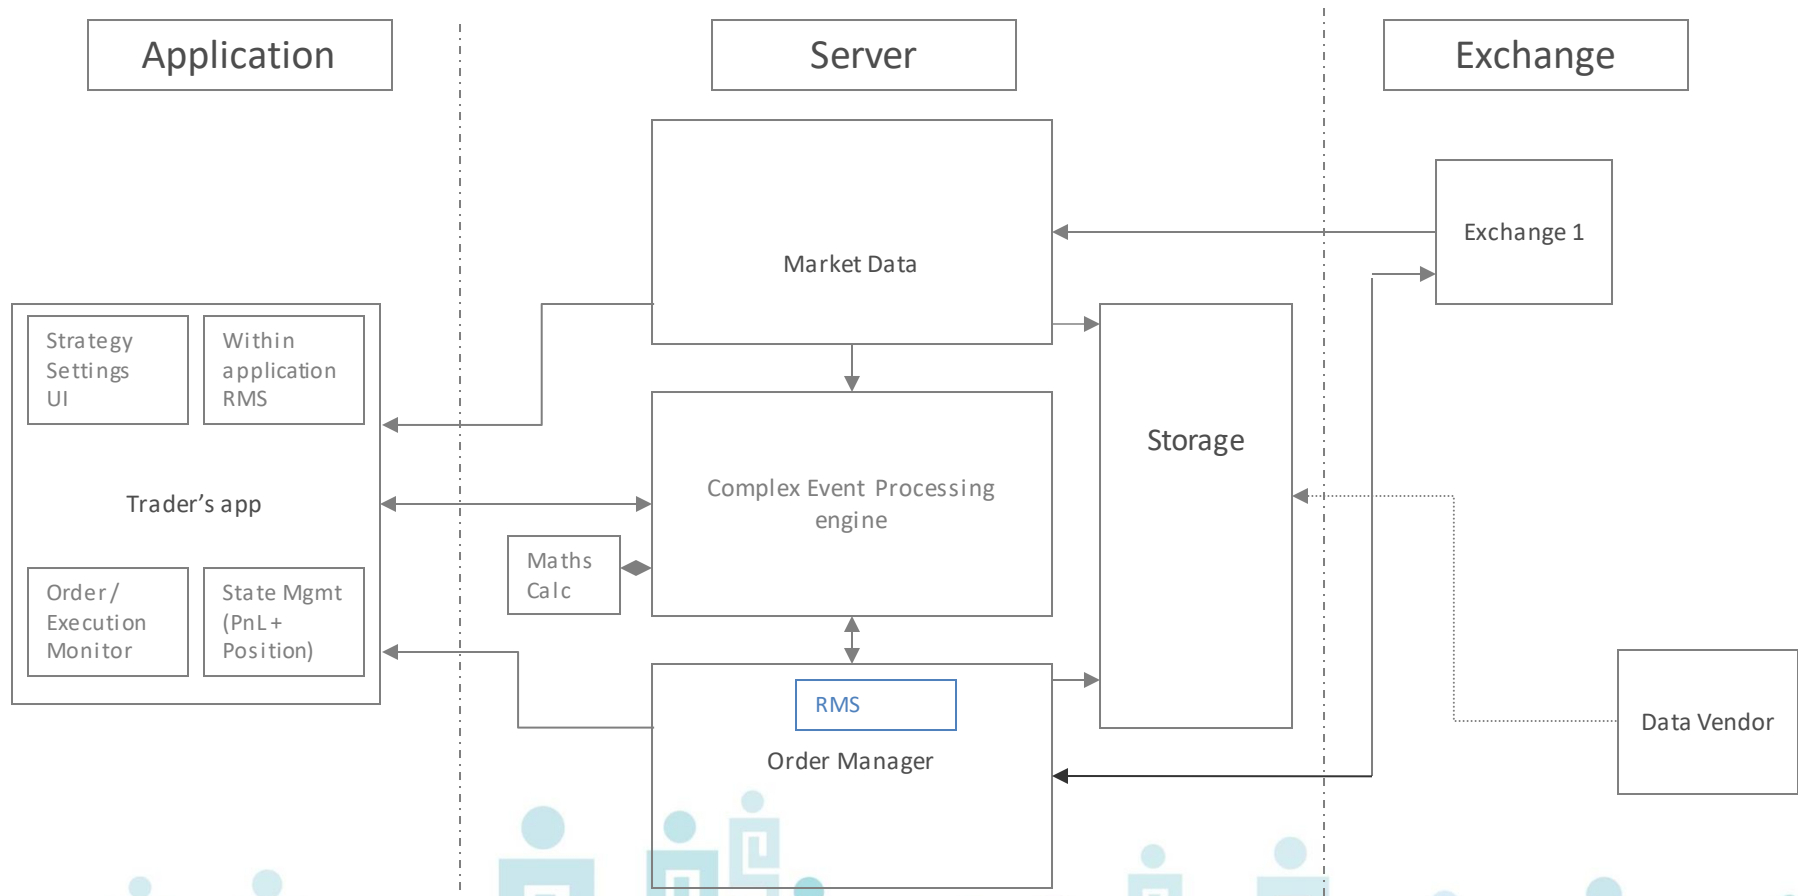 Application
Server
Exchange
Market Data
Exchange 1
Strategy
Settings
UI
Within
application
RMS
Trader’s app
Order /
Execution
Monitor
State Mgmt
(PnL +
Position)
Complex Event Processing
engine
Maths
Calc
Storage
RMS
Order Manager
Data Vendor